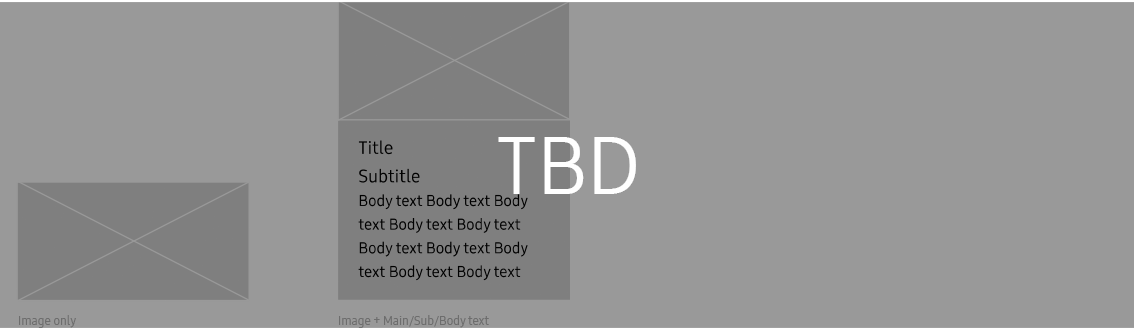 TBD
Title
Subtitle
Body text Body text Body
text Body text Body text
Body text Body text Body
text Body text Body text
Image only
Image + Main/Sub/Body text